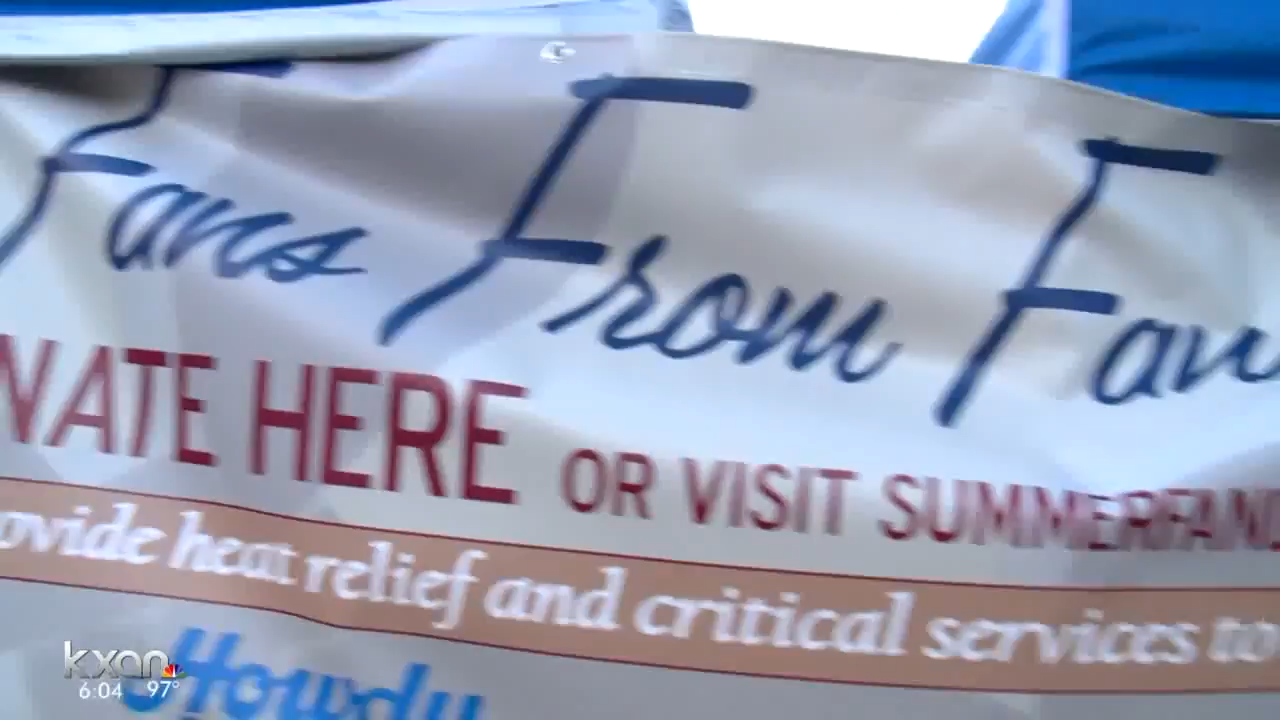 Fans From Fan
NATE HERE OR VISIT SUMMERFAN
ovide heat relief and critical services to
Howdy
kxan
6:04 97°